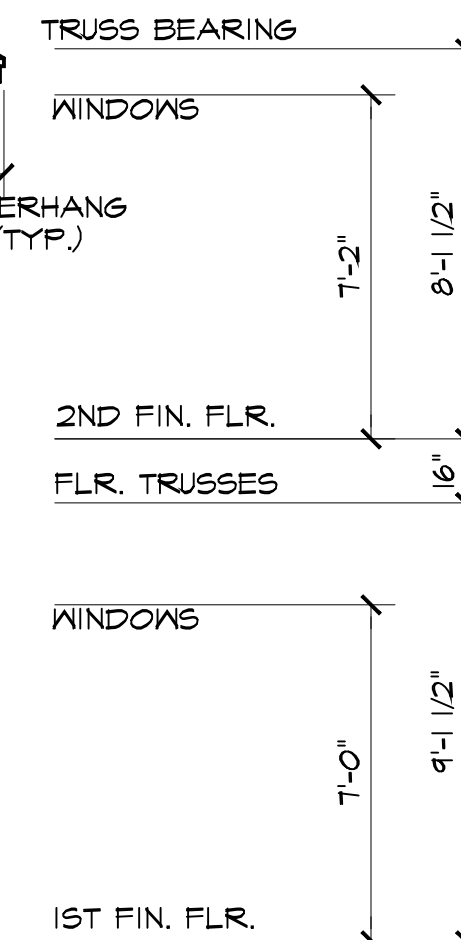 TRUSS BEARING
WINDOWS
ERHANG
(TYP.)
7'-2"
8'-1 1/2"
2ND FIN. FLR.
FLR. TRUSSES
16"
WINDOWS
7'-0"
9'-1 1/2"
1ST FIN. FLR.